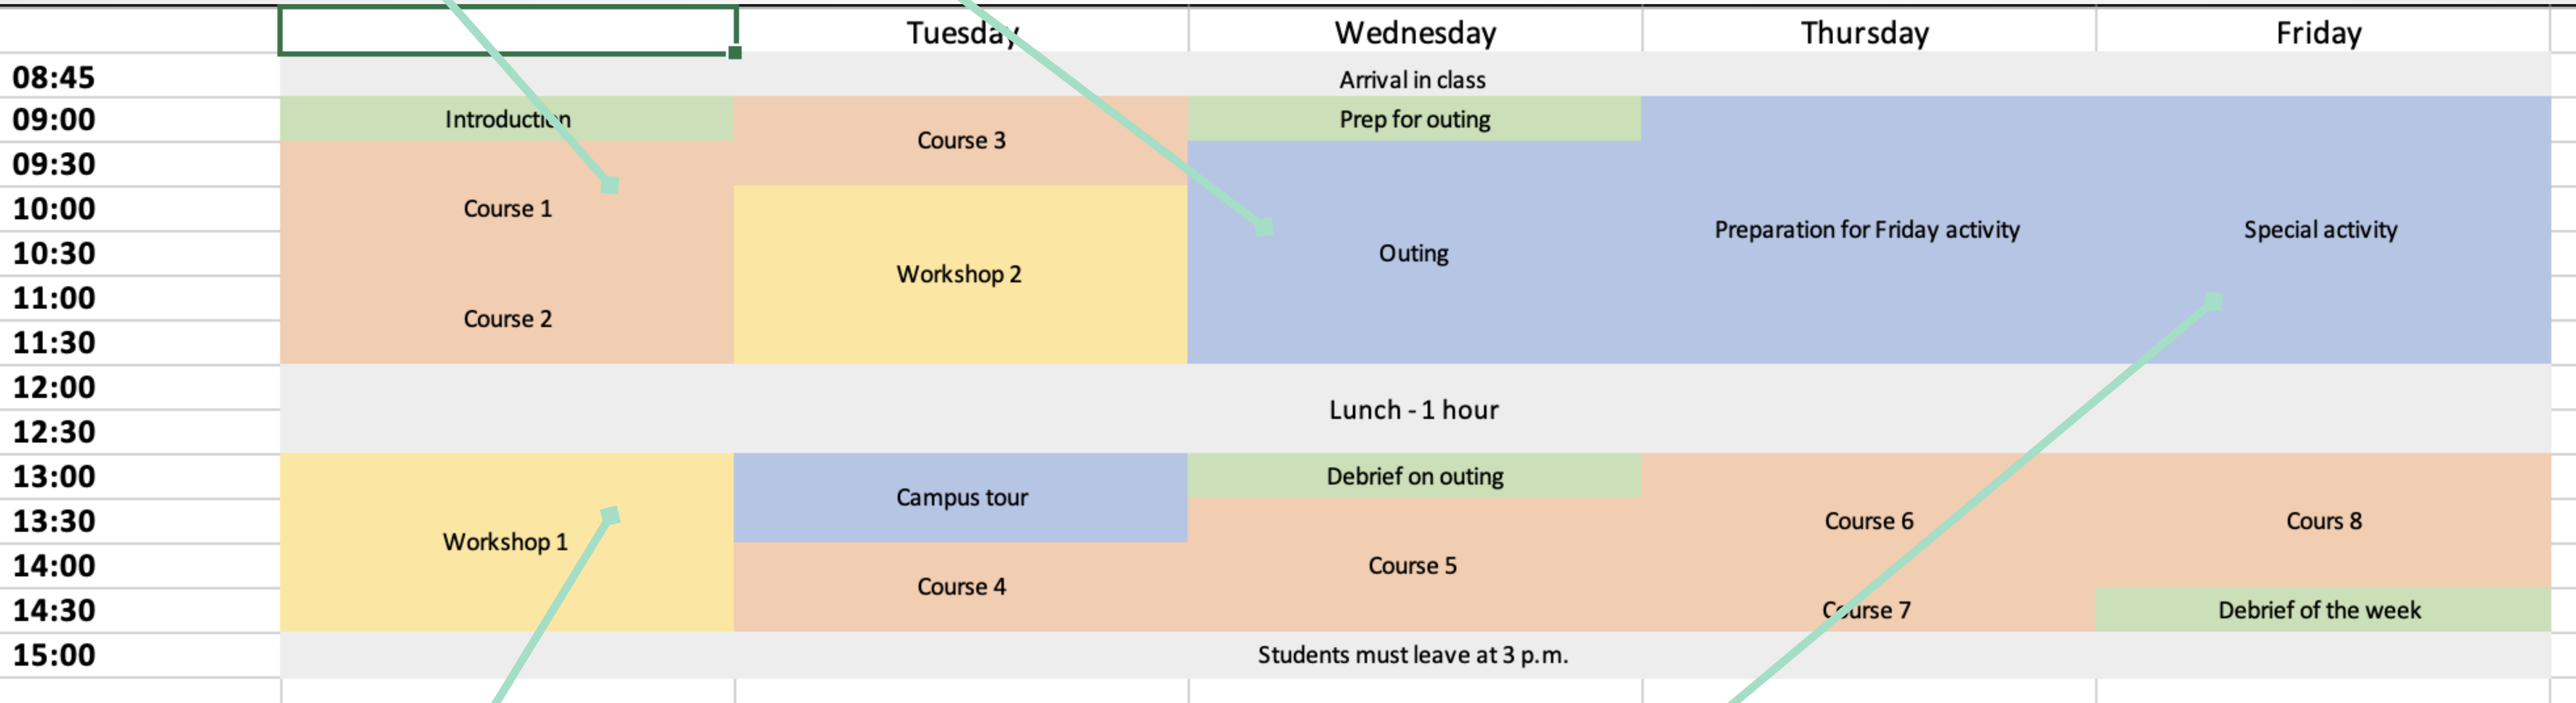 Tuesday Wednesday Thursday Friday
08:45 Arrival in class
09:00 Introduction Prep for outing
Course 3
09:30
10:00 Course 1
Preparation for Friday activity Special activity
10:30 Outing
Workshop 2
11:00
Course 2
11:30
12:00
Lunch - 1 hour
12:30
13:00 Debrief on outing
Campus tour
13:30 Course 6 Cours 8
Workshop 1
14:00 Course 5
Course 4
14:30 Course 7 Debrief of the week
15:00 Students must leave at 3 p.m.